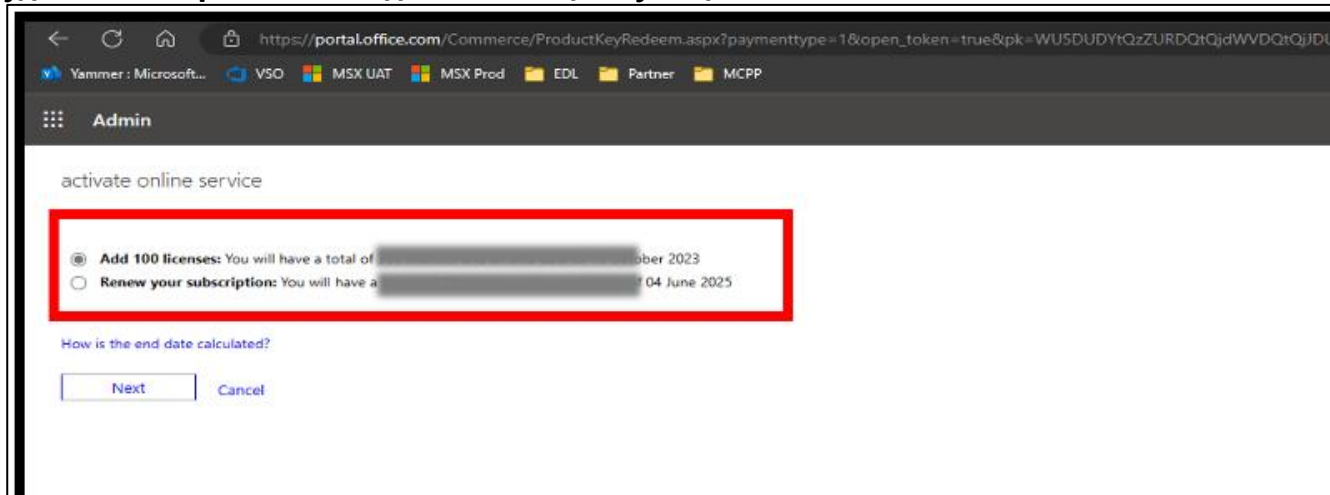 https://portal.office.com/Commerce/ProductKeyRedeem.aspx?paymenttype=1&open_token=true&pk=WU5DUDYtQzZURDQtQjdWVDQtQjJDU
Yammer : Microsoft... VSO MSX UAT MSX Prod EDL Partner MCPP
Admin
activate online service
Add 100 licenses: You will have a total of ober 2023
Renew your subscription: You will have a 04 June 2025
How is the end date calculated?
Next Cancel